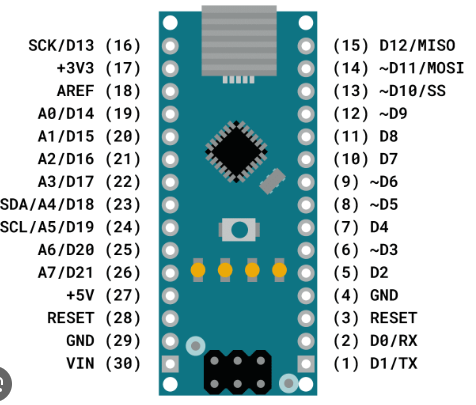 SCK/D13 (16)
+3V3 (17)
AREF (18)
A0/D14 (19)
A1/D15 (20)
A2/D16 (21)
A3/D17 (22)
SDA/A4/D18 (23)
SCL/A5/D19 (24)
A6/D20 (25)
A7/D21 (26)
+5V (27)
RESET (28)
GND (29)
VIN (30)
(15) D12/MISO
(14) ~D11/MOSI
(13) ~D10/SS
(12) ~D9
(11) D8
(10) D7
(9) ~D6
(8) ~D5
(7) D4
(6) ~D3
(5) D2
(4) GND
(3) RESET
(2) D0/RX
(1) D1/TX